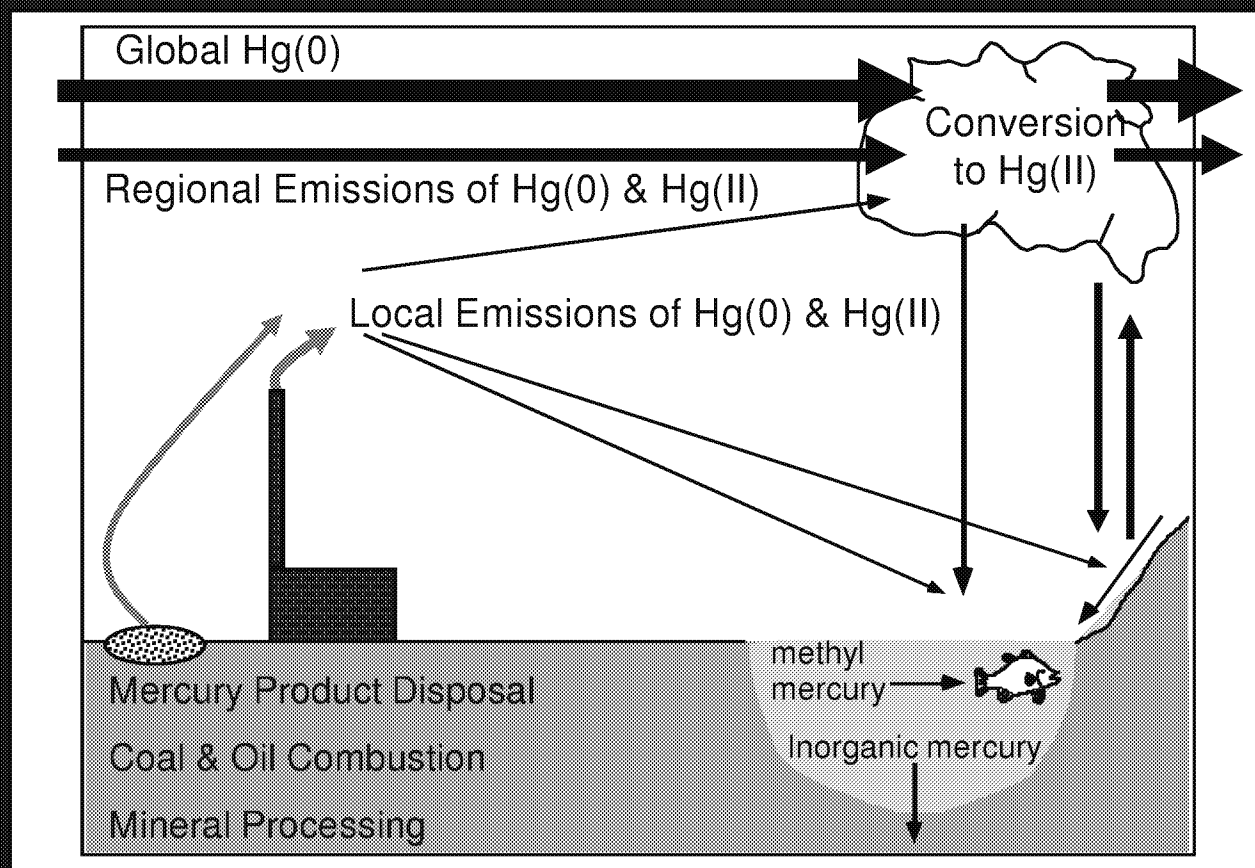 Global Hg(0)
Conversion
to Hg(II)
Regional Emissions of Hg(0) & Hg(II)
Local Emissions of Hg(0) & Hg(II)
methyl
mercury
Inorganic mercury
Mercury Product Disposal
Coal & Oil Combustion
Mineral Processing